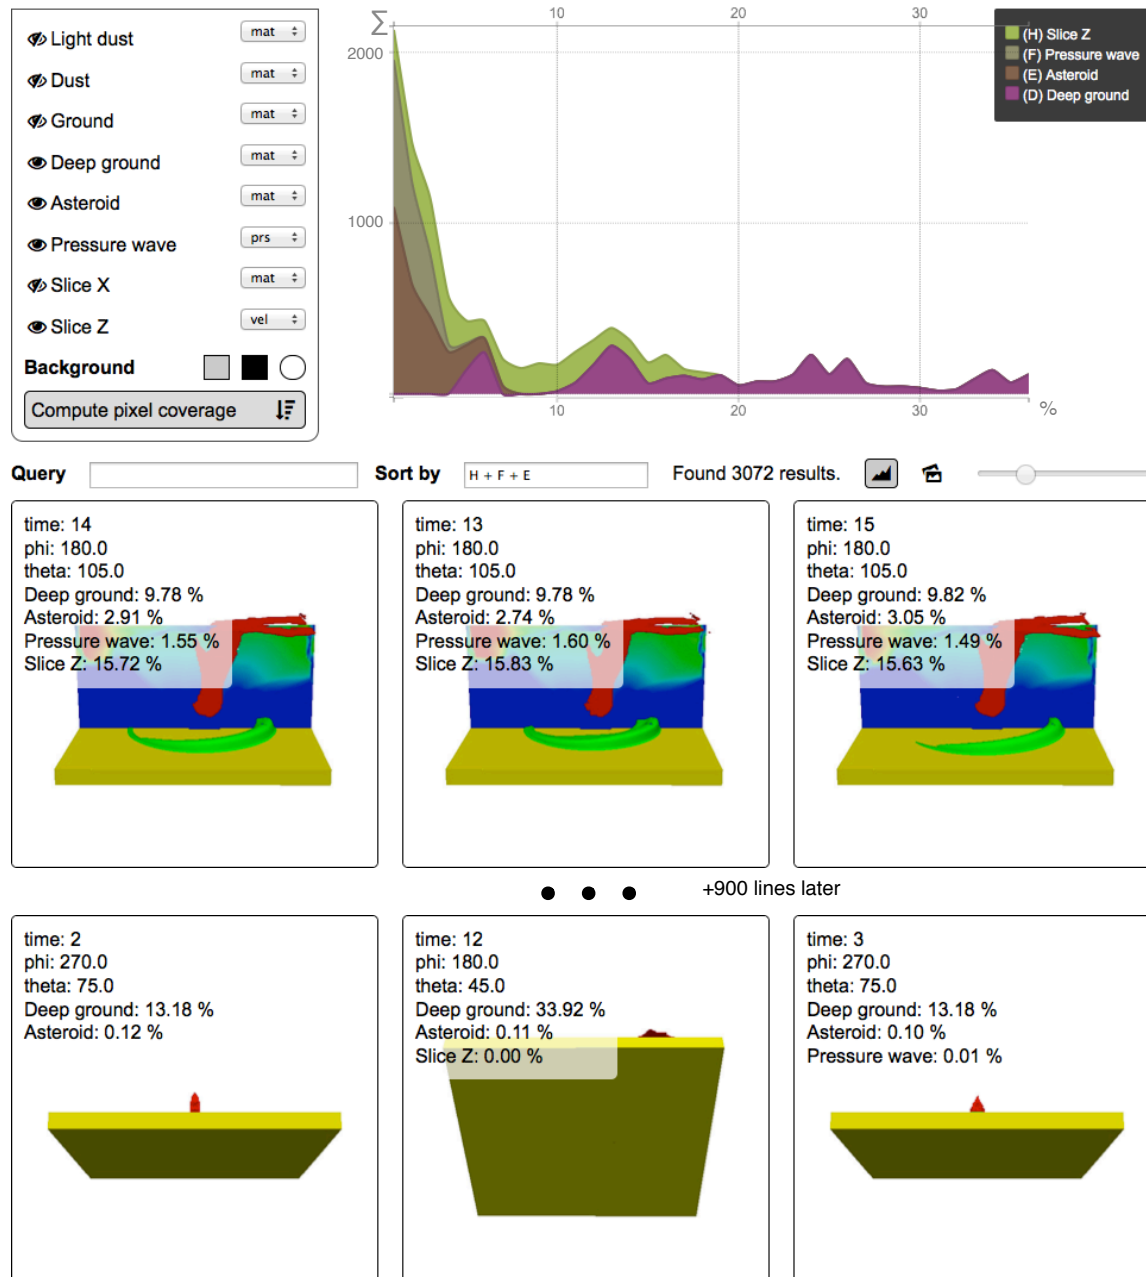 Light dust mat
Dust mat
Ground mat
Deep ground mat
Asteroid mat
Pressure wave prs
Slice X mat
Slice Z vel
Background
Compute pixel coverage
Σ
10 20 30
2000
1000
10 20 30 %
(H) Slice Z
(F) Pressure wave
(E) Asteroid
(D) Deep ground
Query Sort by H + F + E Found 3072 results.
time: 14
phi: 180.0
theta: 105.0
Deep ground: 9.78 %
Asteroid: 2.91 %
Pressure wave: 1.55 %
Slice Z: 15.72 %
time: 13
phi: 180.0
theta: 105.0
Deep ground: 9.78 %
Asteroid: 2.74 %
Pressure wave: 1.60 %
Slice Z: 15.83 %
time: 15
phi: 180.0
theta: 105.0
Deep ground: 9.82 %
Asteroid: 3.05 %
Pressure wave: 1.49 %
Slice Z: 15.63 %
+900 lines later
time: 2
phi: 270.0
theta: 75.0
Deep ground: 13.18 %
Asteroid: 0.12 %
time: 12
phi: 180.0
theta: 45.0
Deep ground: 33.92 %
Asteroid: 0.11 %
Slice Z: 0.00 %
time: 3
phi: 270.0
theta: 75.0
Deep ground: 13.18 %
Asteroid: 0.10 %
Pressure wave: 0.01 %